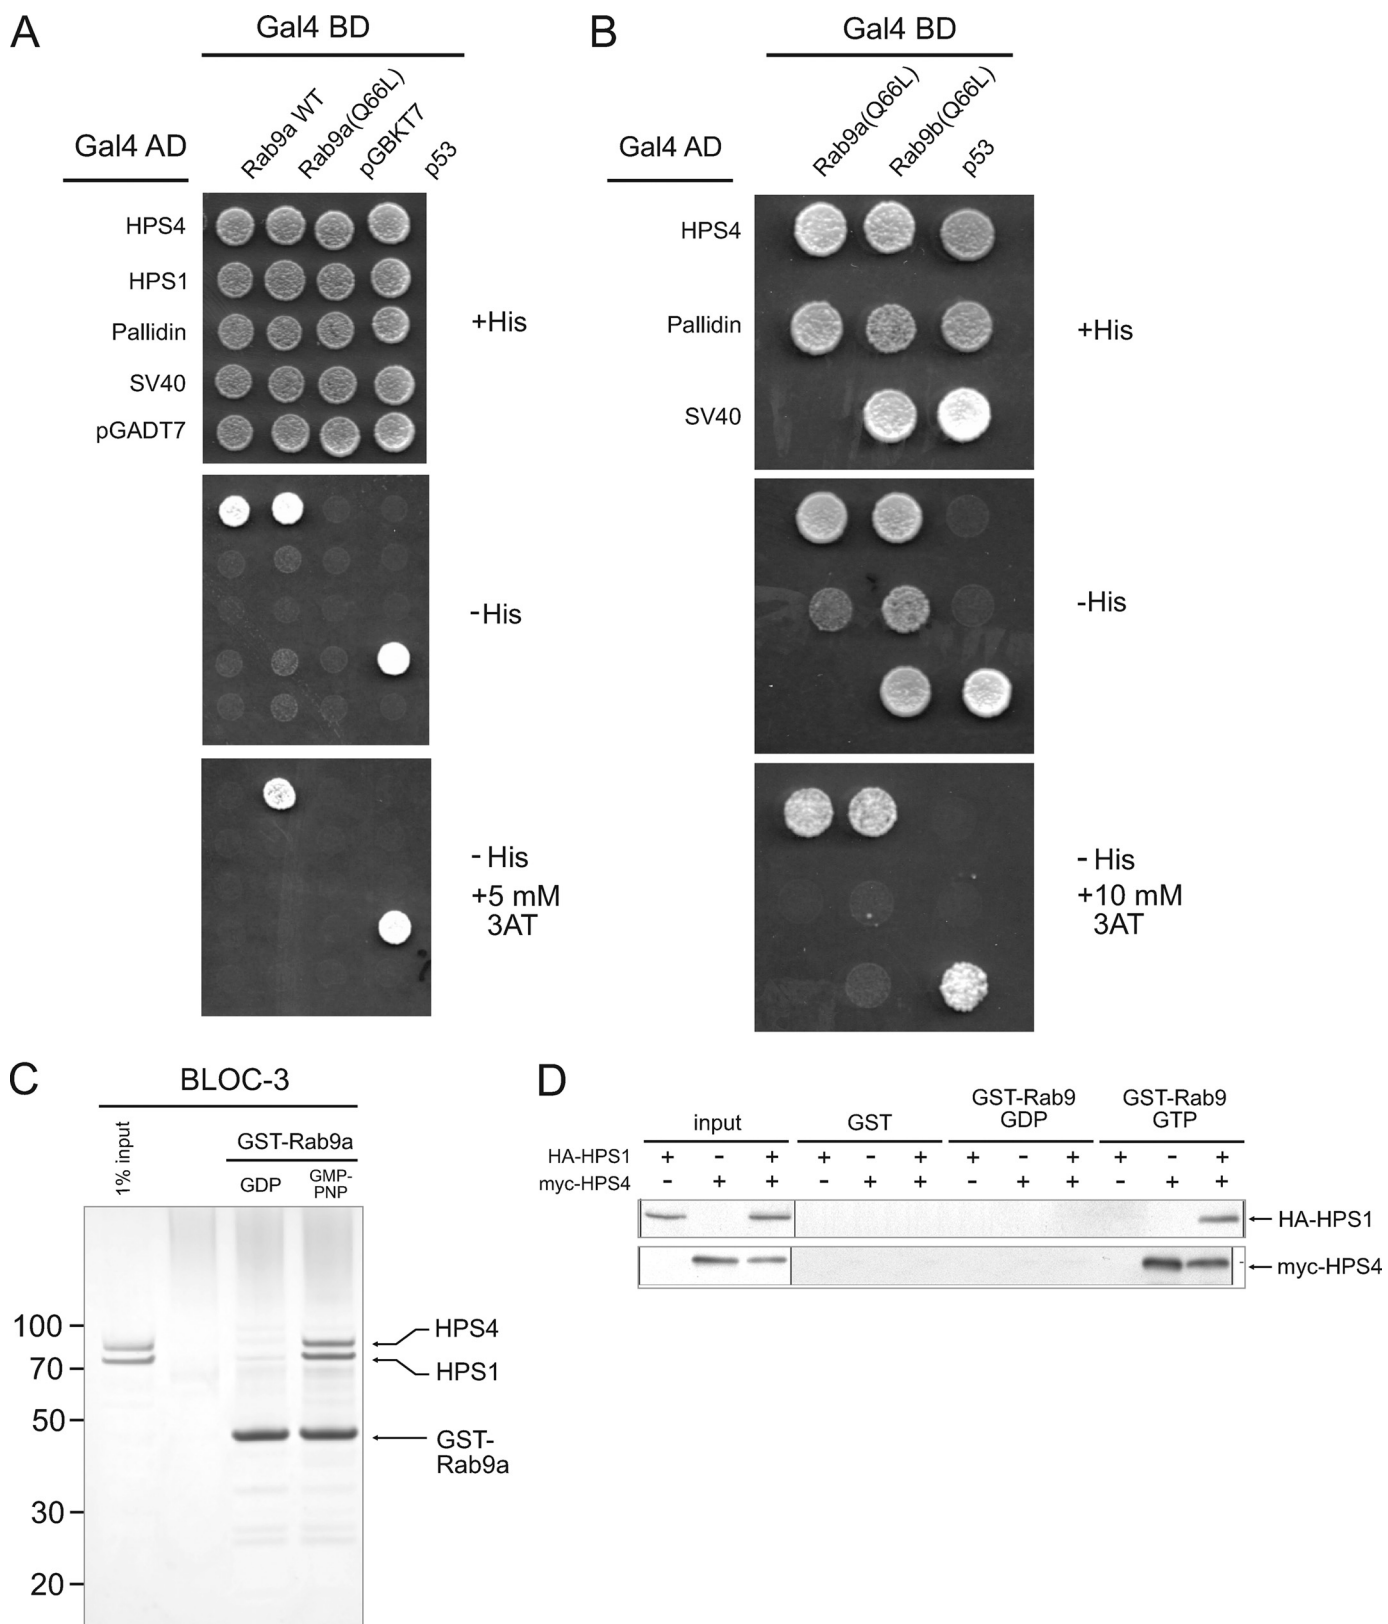 A
Gal4 BD
Rab9a WT
Rab9a(Q66L)
pGBKT7
p53
Gal4 AD
HPS4
HPS1
Pallidin
SV40
pGADT7
+His
-His
- His
+5 mM
3AT
B
Gal4 BD
Rab9a(Q66L)
Rab9b(Q66L)
p53
Gal4 AD
HPS4
Pallidin
SV40
+His
-His
- His
+10 mM
3AT
C
BLOC-3
1% input
GST-Rab9a
GDP
GMP-
PNP
100
70
50
30
20
HPS4
HPS1
GST-
Rab9a
D
input
GST
GST-Rab9
GDP
GST-Rab9
GTP
HA-HPS1 + - + + - + + - + + - +
myc-HPS4 - + + - + + - + + - + +
HA-HPS1
myc-HPS4